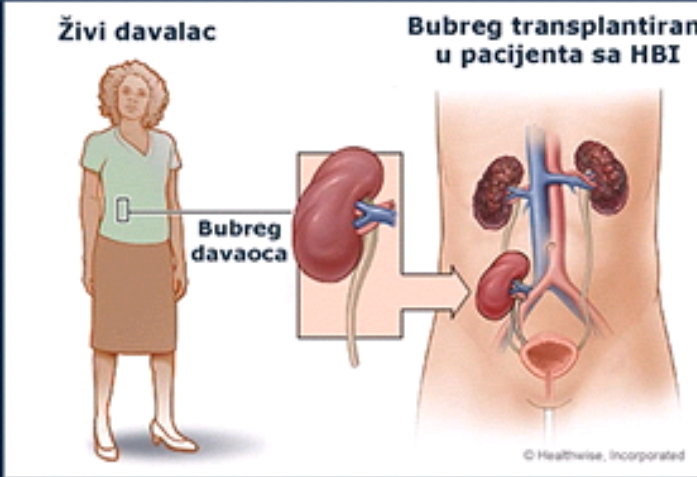 Živi davalac
Bubreg transplantiran
u pacijenta sa HBI
Bubreg
davaoca
© Healthwise, Incorporated